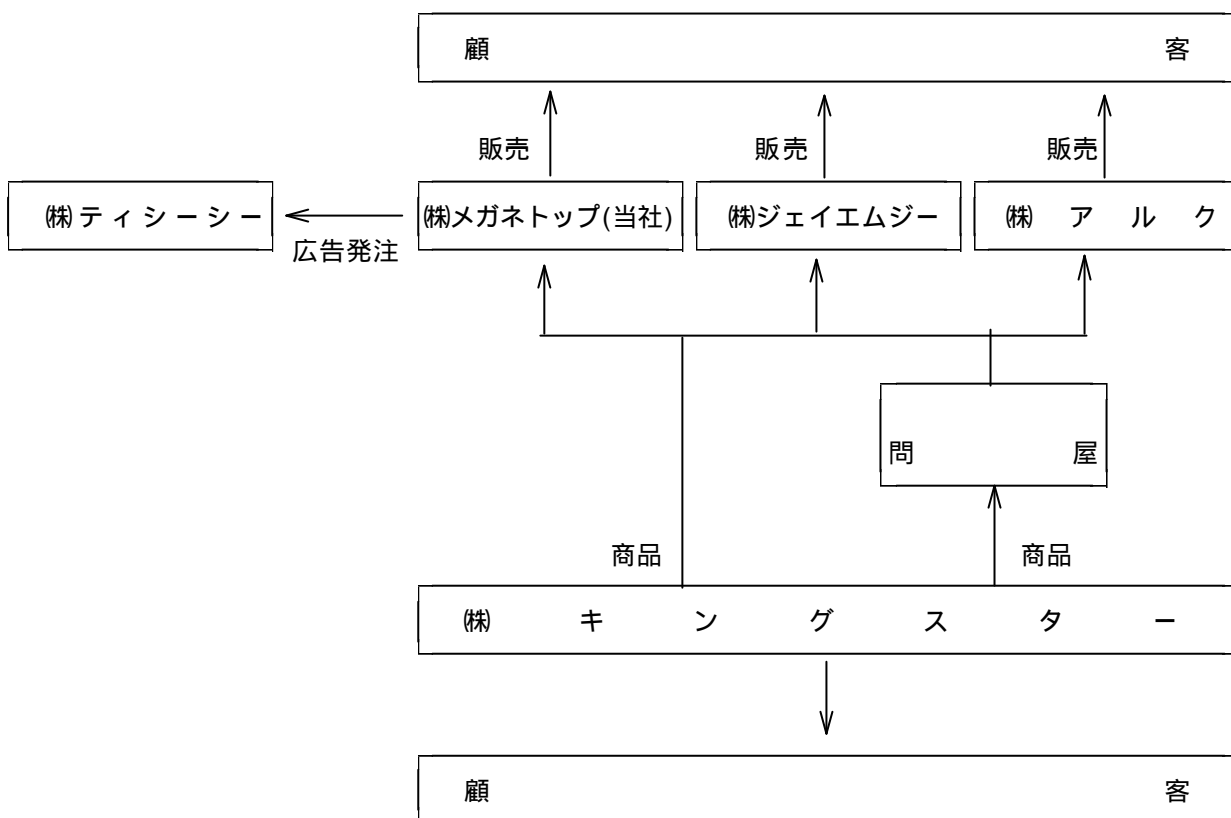 顧客
販売 販売 販売
㈱ティシーシー ㈱メガネトップ(当社) ㈱ジェイエムジー ㈱アルク
広告発注
問屋
商品 商品
㈱キングスター
顧客